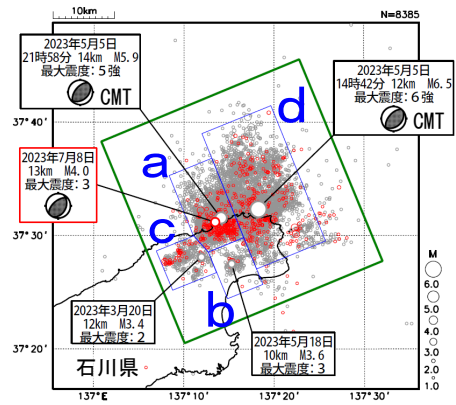 10km
N=8385
2023年5月5日
21時58分 14km M5.9
最大震度:5強
CMT
2023年5月5日
14時42分 12km M6.5
最大震度:6強
CMT
37°40′
d
a
2023年7月8日
13km M4.0
最大震度:3
37°30′
c
M
6.0
5.0
4.0
3.0
2.0
1.0
2023年3月20日
12km M3.4
最大震度:2
b
2023年5月18日
10km M3.6
最大震度:3
37°20′
石川県
137°E
137°10′
137°20′
137°30′